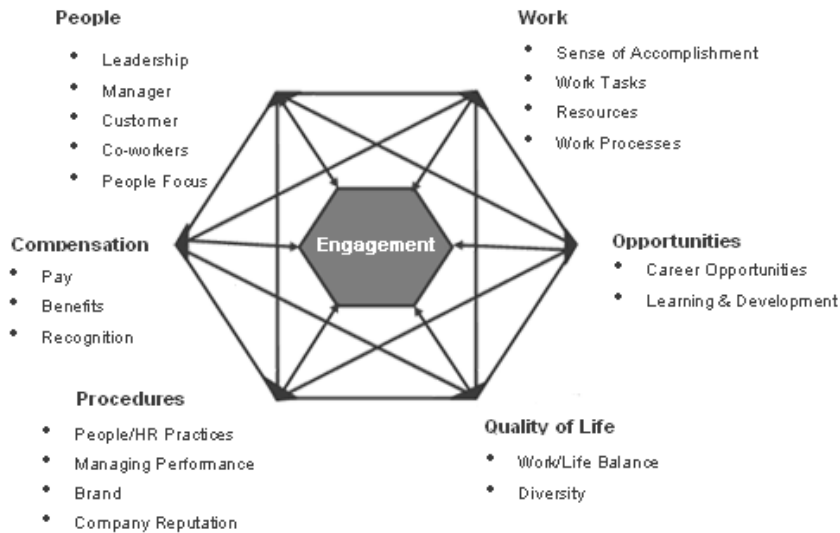 People
Leadership
Manager
Customer
Co-workers
People Focus
Work
Sense of Accomplishment
Work Tasks
Resources
Work Processes
Compensation
Pay
Benefits
Recognition
Engagement
Opportunities
Career Opportunities
Learning & Development
Procedures
People/HR Practices
Managing Performance
Brand
Company Reputation
Quality of Life
Work/Life Balance
Diversity